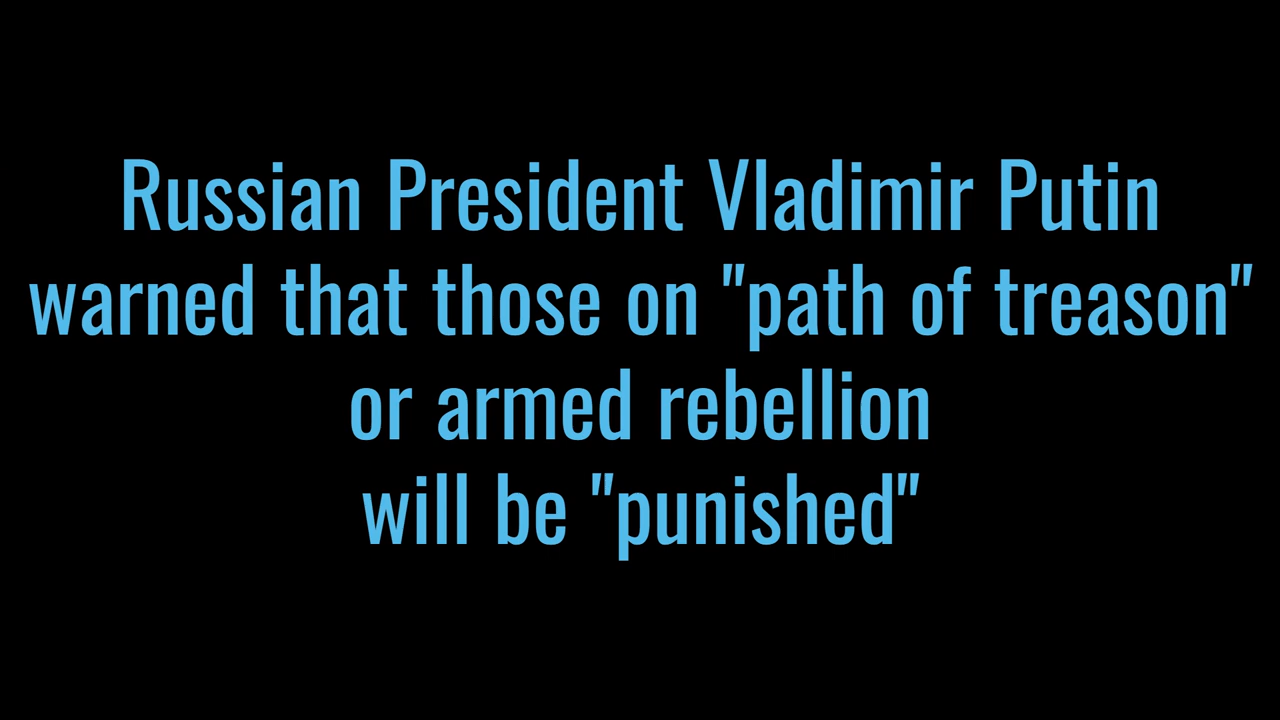 Russian President Vladimir Putin
warned that those on "path of treason"
or armed rebellion
will be "punished"